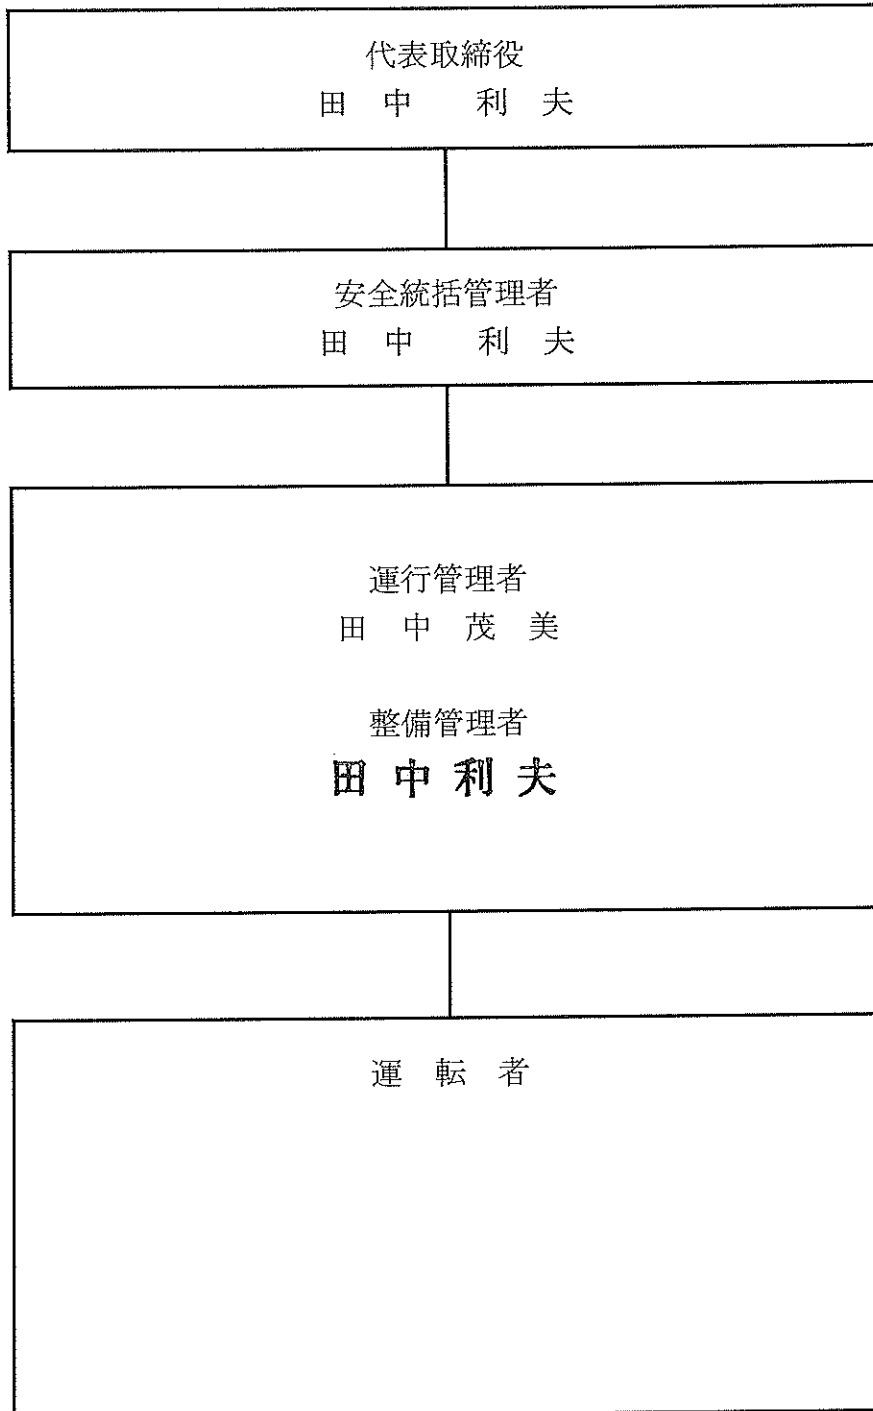 代表取締役
田 中 利 夫
安全統括管理者
田 中 利 夫
運行管理者
田 中 茂 美
整備管理者
田 中 利 夫
運 転 者